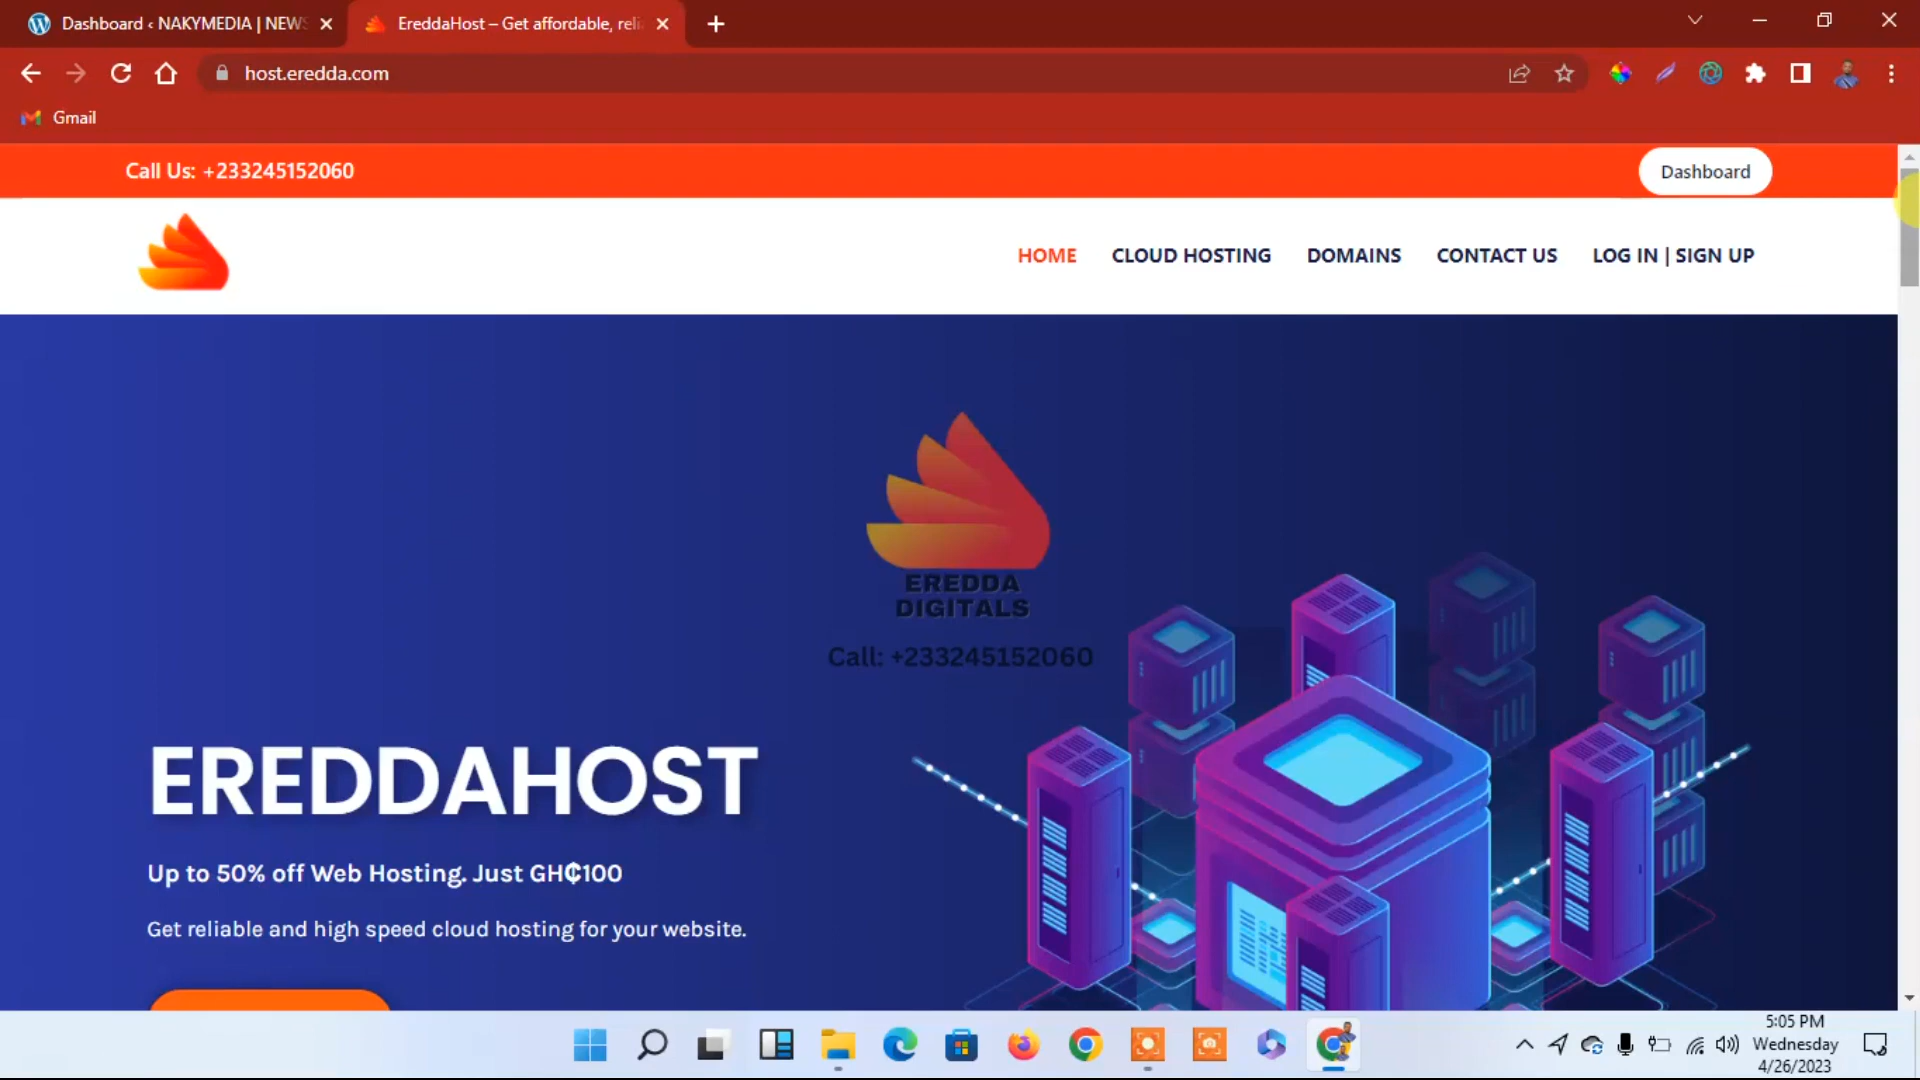 Dashboard ‹ NAKYMEDIA | NEWS
EreddaHost – Get affordable, reli
host.eredda.com
Gmail
Call Us: +233245152060
Dashboard
HOME
CLOUD HOSTING
DOMAINS
CONTACT US
LOG IN | SIGN UP
EREDDA
DIGITALS
Call: +233245152060
EREDDAHOST
Up to 50% off Web Hosting. Just GH₵100
Get reliable and high speed cloud hosting for your website.
5:05 PM
Wednesday
4/26/2023